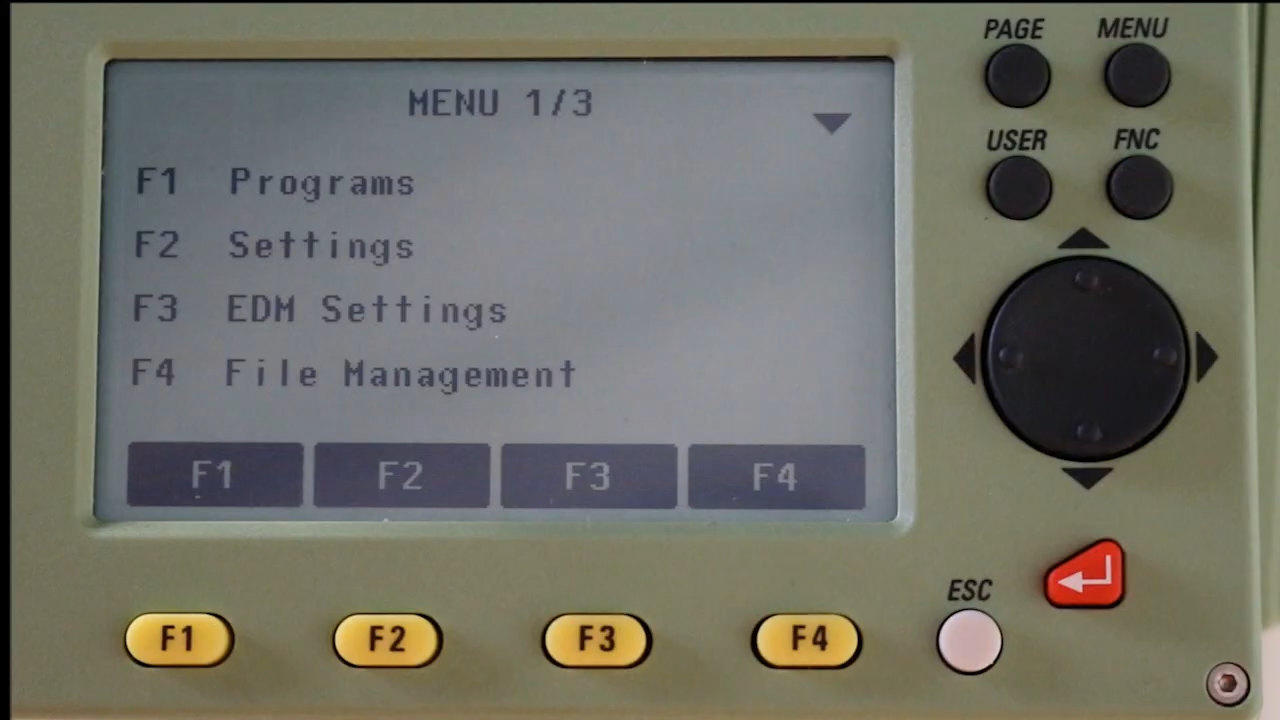 MENU 1/3
F1 Programs
F2 Settings
F3 EDM Settings
F4 File Management
F1 F2 F3 F4
PAGE MENU
USER FNC
ESC
F1 F2 F3 F4